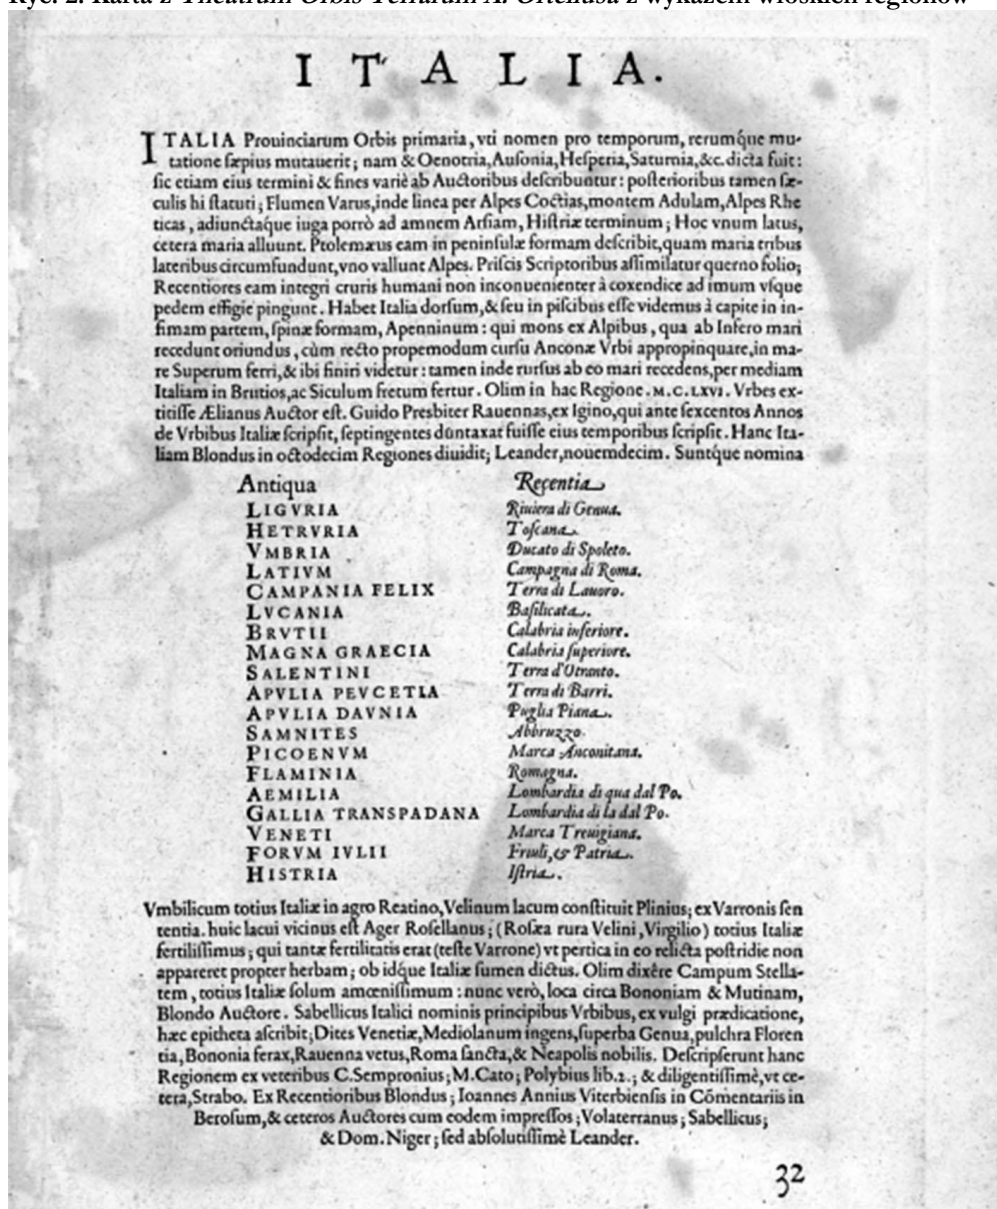 Ryc. 2. Karta z Theatrum Orbis Terrarum A. Orteliusa z wykazem włoskich regionów
ITALIA.
ITALIA Prouinciarum Orbis primaria, vti nomen pro temporum, rerumq́ue mu-
tatione sæpius mutauerit; nam & Oenotria, Ausonia, Hesperia, Saturnia, &c. dicta fuit:
sic etiam eius termini & fines variè ab Auctoribus describuntur: posterioribus tamen sæ-
culis hi statuti; Flumen Varus, inde linea per Alpes Coctias, montem Adulam, Alpes Rhe
ticas, adiunctaque iuga porrò ad amnem Arsiam, Histriæ terminum; Hoc vnum latus,
cetera maria alluunt. Ptolemæus eam in peninsulæ formam describit, quam maria tribus
lateribus circumfundunt, vno vallunt Alpes. Priscis Scriptoribus assimilatur querno folio;
Recentiores eam integri cruris humani non inconuenienter à coxendice ad imum vsque
pedem effigie pingunt. Habet Italia dorsum, & seu in piscibus esse videmus à capite in in-
fimam partem, spinæ formam, Apenninum: qui mons ex Alpibus, qua ab Infero mari
recedunt oriundus, cùm recto propemodum cursu Anconæ Vrbi appropinquare, in ma-
re Superum ferri, & ibi finiri videtur: tamen inde rursus ab eo mari recedens, per mediam
Italiam in Brutios, ac Siculum fretum fertur. Olim in hac Regione .M.C.LXVI. Vrbes ex-
titisse Ælianus Auctor est. Guido Presbiter Rauennas, ex Igino, qui ante sexcentos Annos
de Vrbibus Italiæ scripsit, septingentes duntaxat fuisse eius temporibus scripsit. Hanc Ita-
liam Blondus in octodecim Regiones diuidit; Leander, nouemdecim. Suntq́ue nomina
Antiqua Recentia
LIGVRIA Riuiera di Genua.
HETRVRIA Toscana.
VMBRIA Ducato di Spoleto.
LATIVM Campagna di Roma.
CAMPANIA FELIX Terra di Lauoro.
LVCANIA Basilicata.
BRVTII Calabria inferiore.
MAGNA GRAECIA Calabria superiore.
SALENTINI Terra d'Otranto.
APVLIA PEVCETIA Terra di Barri.
APVLIA DAVNIA Puglia Piana.
SAMNITES Abbruzzo.
PICOENVM Marca Anconitana.
FLAMINIA Romagna.
AEMILIA Lombardia di qua dal Po.
GALLIA TRANSPADANA Lombardia di la dal Po.
VENETI Marca Treuigiana.
FORVM IVLII Friuli, & Patria.
HISTRIA Istria.
Vmbilicum totius Italiæ in agro Reatino, Velinum lacum constituit Plinius; ex Varronis sen
tentia. huic lacui vicinus est Ager Rosellanus; (Rosæa rura Velini, Virgilio) totius Italiæ
fertilissimus; qui tantæ fertilitatis erat (teste Varrone) vt pertica in eo relicta postridie non
appareret propter herbam; ob idq́ue Italiæ sumen dictus. Olim dixêre Campum Stella-
tem, totius Italiæ solum amœnissimum: nunc verò, loca circa Bononiam & Mutinam,
Blondo Auctore. Sabellicus Italici nominis principibus Vrbibus, ex vulgi prædicatione,
hæc epitheta ascribit; Dites Venetiæ, Mediolanum ingens, superba Genua, pulchra Floren
tia, Bononia ferax, Rauenna vetus, Roma sancta, & Neapolis nobilis. Descripserunt hanc
Regionem ex veteribus C. Sempronius; M. Cato; Polybius lib.2.; & diligentissimè, vt ce-
tera, Strabo. Ex Recentioribus Blondus; Ioannes Annius Viterbiensis in Cōmentariis in
Berosum, & ceteros Auctores cum eodem impressos; Volaterranus; Sabellicus;
& Dom. Niger; sed absolutissimè Leander.
32